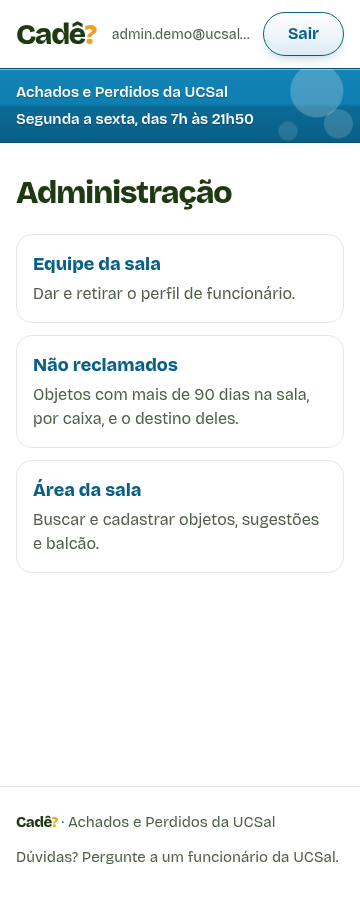 Cadê? admin.demo@ucsal... Sair
Achados e Perdidos da UCSal
Segunda a sexta, das 7h às 21h50
Administração
Equipe da sala
Dar e retirar o perfil de funcionário.
Não reclamados
Objetos com mais de 90 dias na sala,
por caixa, e o destino deles.
Área da sala
Buscar e cadastrar objetos, sugestões
e balcão.
Cadê? · Achados e Perdidos da UCSal
Dúvidas? Pergunte a um funcionário da UCSal.